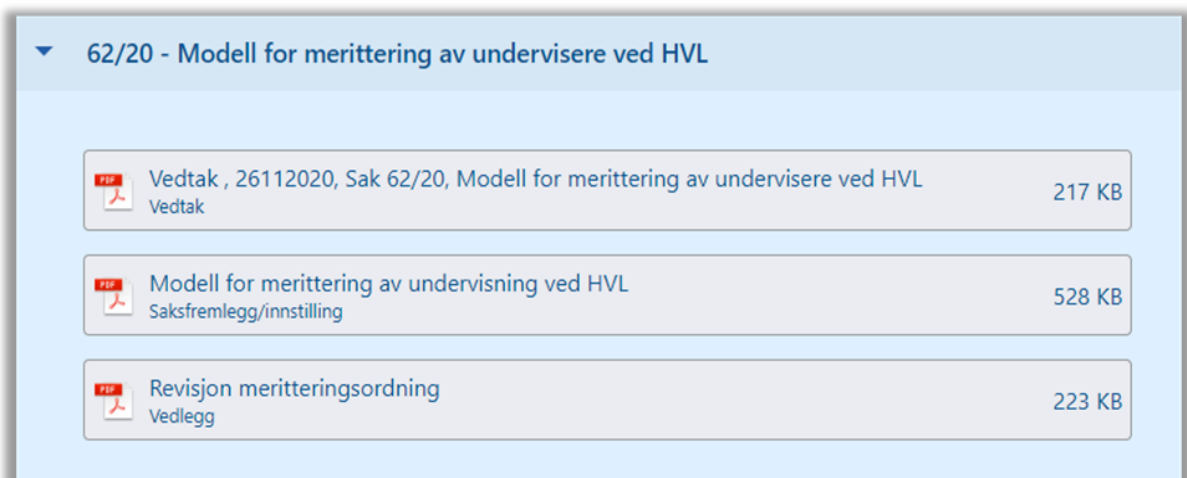 62/20 - Modell for merittering av undervisere ved HVL
PDF
Vedtak , 26112020, Sak 62/20, Modell for merittering av undervisere ved HVL
Vedtak
217 KB
PDF
Modell for merittering av undervisning ved HVL
Saksfremlegg/innstilling
528 KB
PDF
Revisjon meritteringsordning
Vedlegg
223 KB